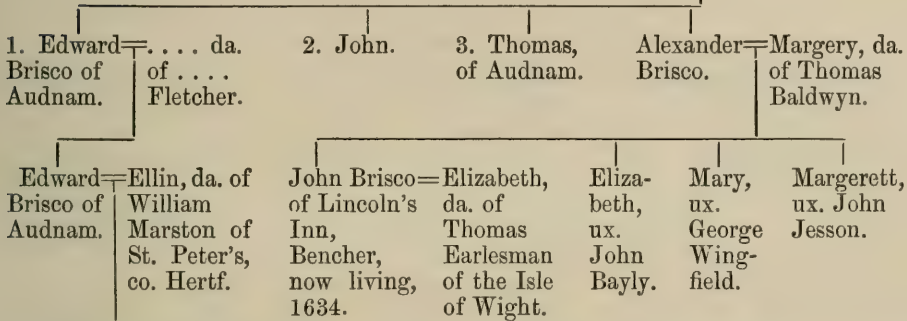 1. Edward=. . . . da.
Brisco of of . . . .
Audnam. Fletcher.
2. John.
3. Thomas,
of Audnam.
Alexander=Margery, da.
Brisco. of Thomas
Baldwyn.
Edward=Ellin, da. of
Brisco of William
Audnam. Marston of
St. Peter's,
co. Hertf.
John Brisco=Elizabeth,
of Lincoln's da. of
Inn, Thomas
Bencher, Earlesman
now living, of the Isle
1634. of Wight.
Eliza-
beth,
ux.
John
Bayly.
Mary,
ux.
George
Wing-
field.
Margerett,
ux. John
Jesson.